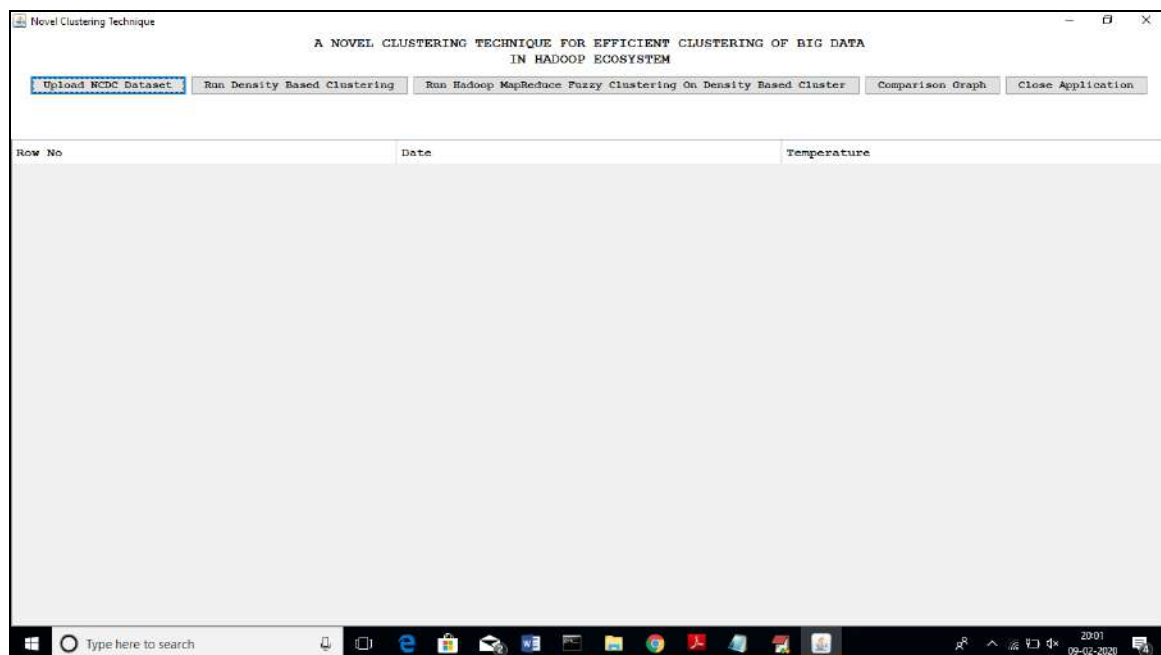 Novel Clustering Technique
A NOVEL CLUSTERING TECHNIQUE FOR EFFICIENT CLUSTERING OF BIG DATA
IN HADOOP ECOSYSTEM
Upload NCDC Dataset Run Density Based Clustering Run Hadoop MapReduce Fuzzy Clustering On Density Based Cluster Comparison Graph Close Application
Row No Date Temperature
Type here to search
20:01
09-02-2020